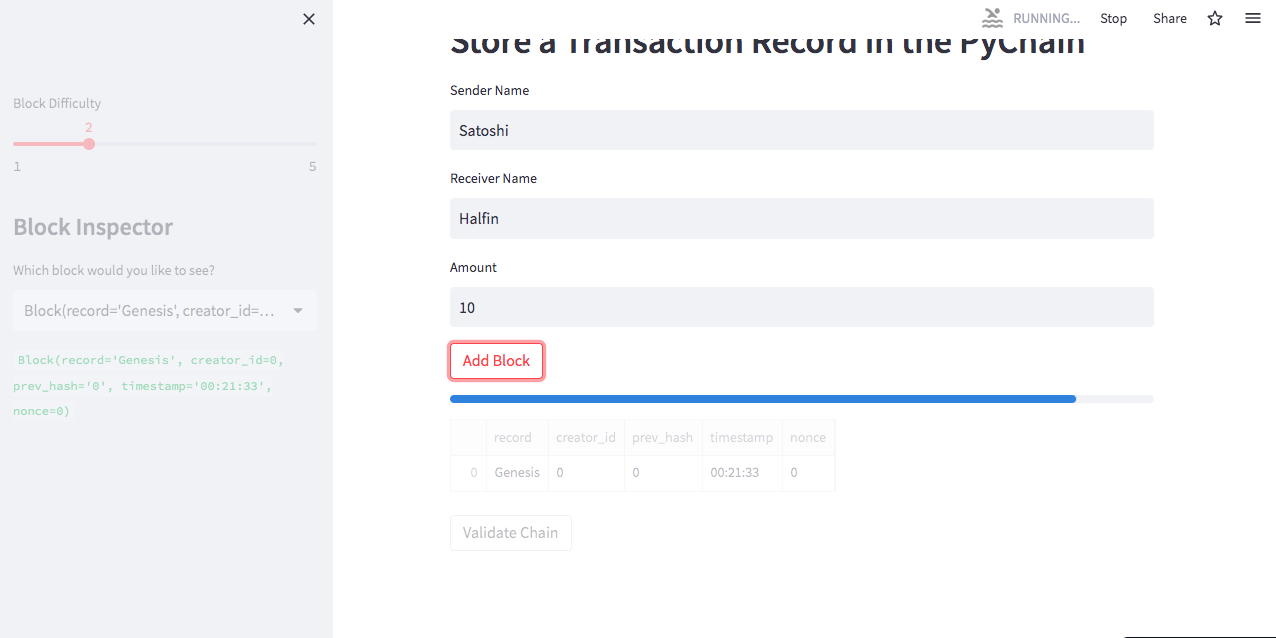 RUNNING...
Stop
Share
Store a Transaction Record in the PyChain
Block Difficulty
2
1
5
Block Inspector
Which block would you like to see?
Block(record='Genesis', creator_id=...
Block(record='Genesis', creator_id=0,
prev_hash='0', timestamp='00:21:33',
nonce=0)
Sender Name
Satoshi
Receiver Name
Halfin
Amount
10
Add Block
record creator_id prev_hash timestamp nonce
0 Genesis 0 0 00:21:33 0
Validate Chain